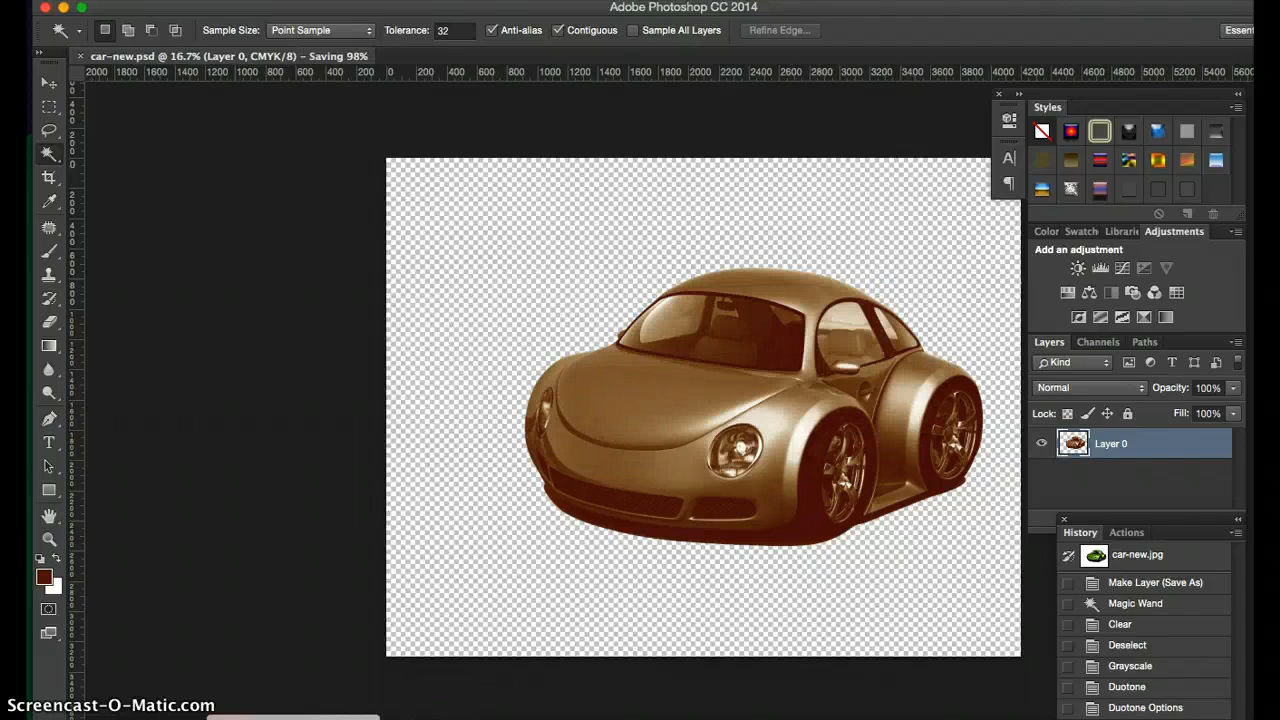 Adobe Photoshop CC 2014
Sample Size: Point Sample Tolerance: 32 Anti-alias Contiguous Sample All Layers Refine Edge... Essent
car-new.psd @ 16.7% (Layer 0, CMYK/8) – Saving 98%
2000 1800 1600 1400 1200 1000 800 600 400 200 0 200 400 600 800 1000 1200 1400 1600 1800 2000 2200 2400 2600 2800 3000 3200 3400 3600 3800 4000 4200 4400 4600 4800 5000 5200 5400 5600
Styles
Color Swatch Librarie Adjustments
Add an adjustment
Layers Channels Paths
Kind
Normal Opacity: 100%
Lock: Fill: 100%
Layer 0
History Actions
car-new.jpg
Make Layer (Save As)
Magic Wand
Clear
Deselect
Grayscale
Duotone
Duotone Options
Screencast-O-Matic.com